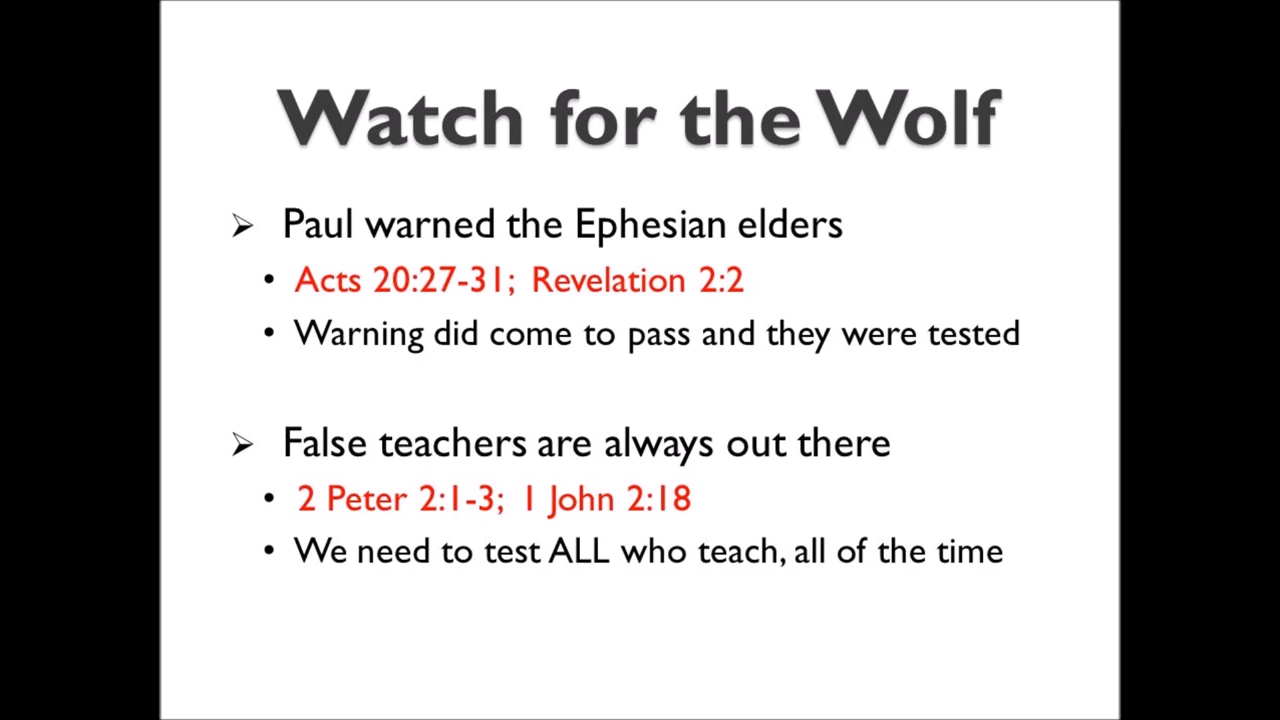 Watch for the Wolf
➢ Paul warned the Ephesian elders
• Acts 20:27-31; Revelation 2:2
• Warning did come to pass and they were tested
➢ False teachers are always out there
• 2 Peter 2:1-3; 1 John 2:18
• We need to test ALL who teach, all of the time